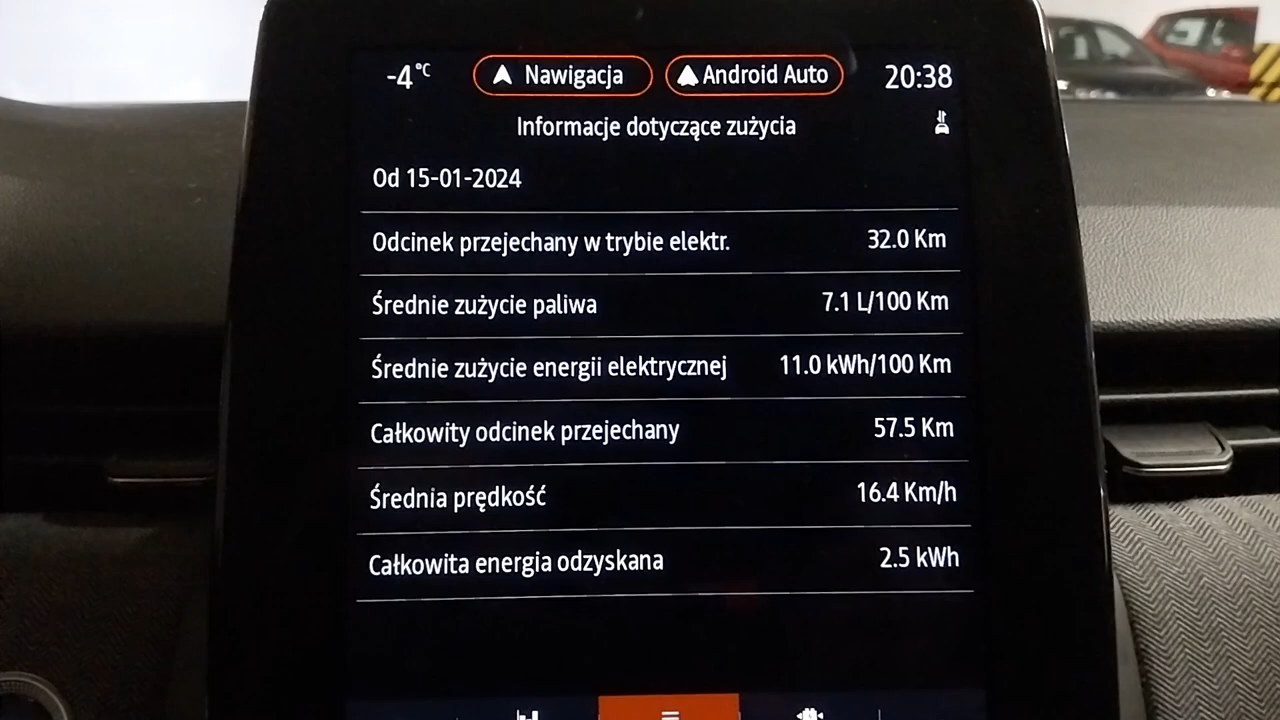 -4°C Nawigacja Android Auto 20:38
Informacje dotyczące zużycia
Od 15-01-2024
Odcinek przejechany w trybie elektr. 32.0 Km
Średnie zużycie paliwa 7.1 L/100 Km
Średnie zużycie energii elektrycznej 11.0 kWh/100 Km
Całkowity odcinek przejechany 57.5 Km
Średnia prędkość 16.4 Km/h
Całkowita energia odzyskana 2.5 kWh